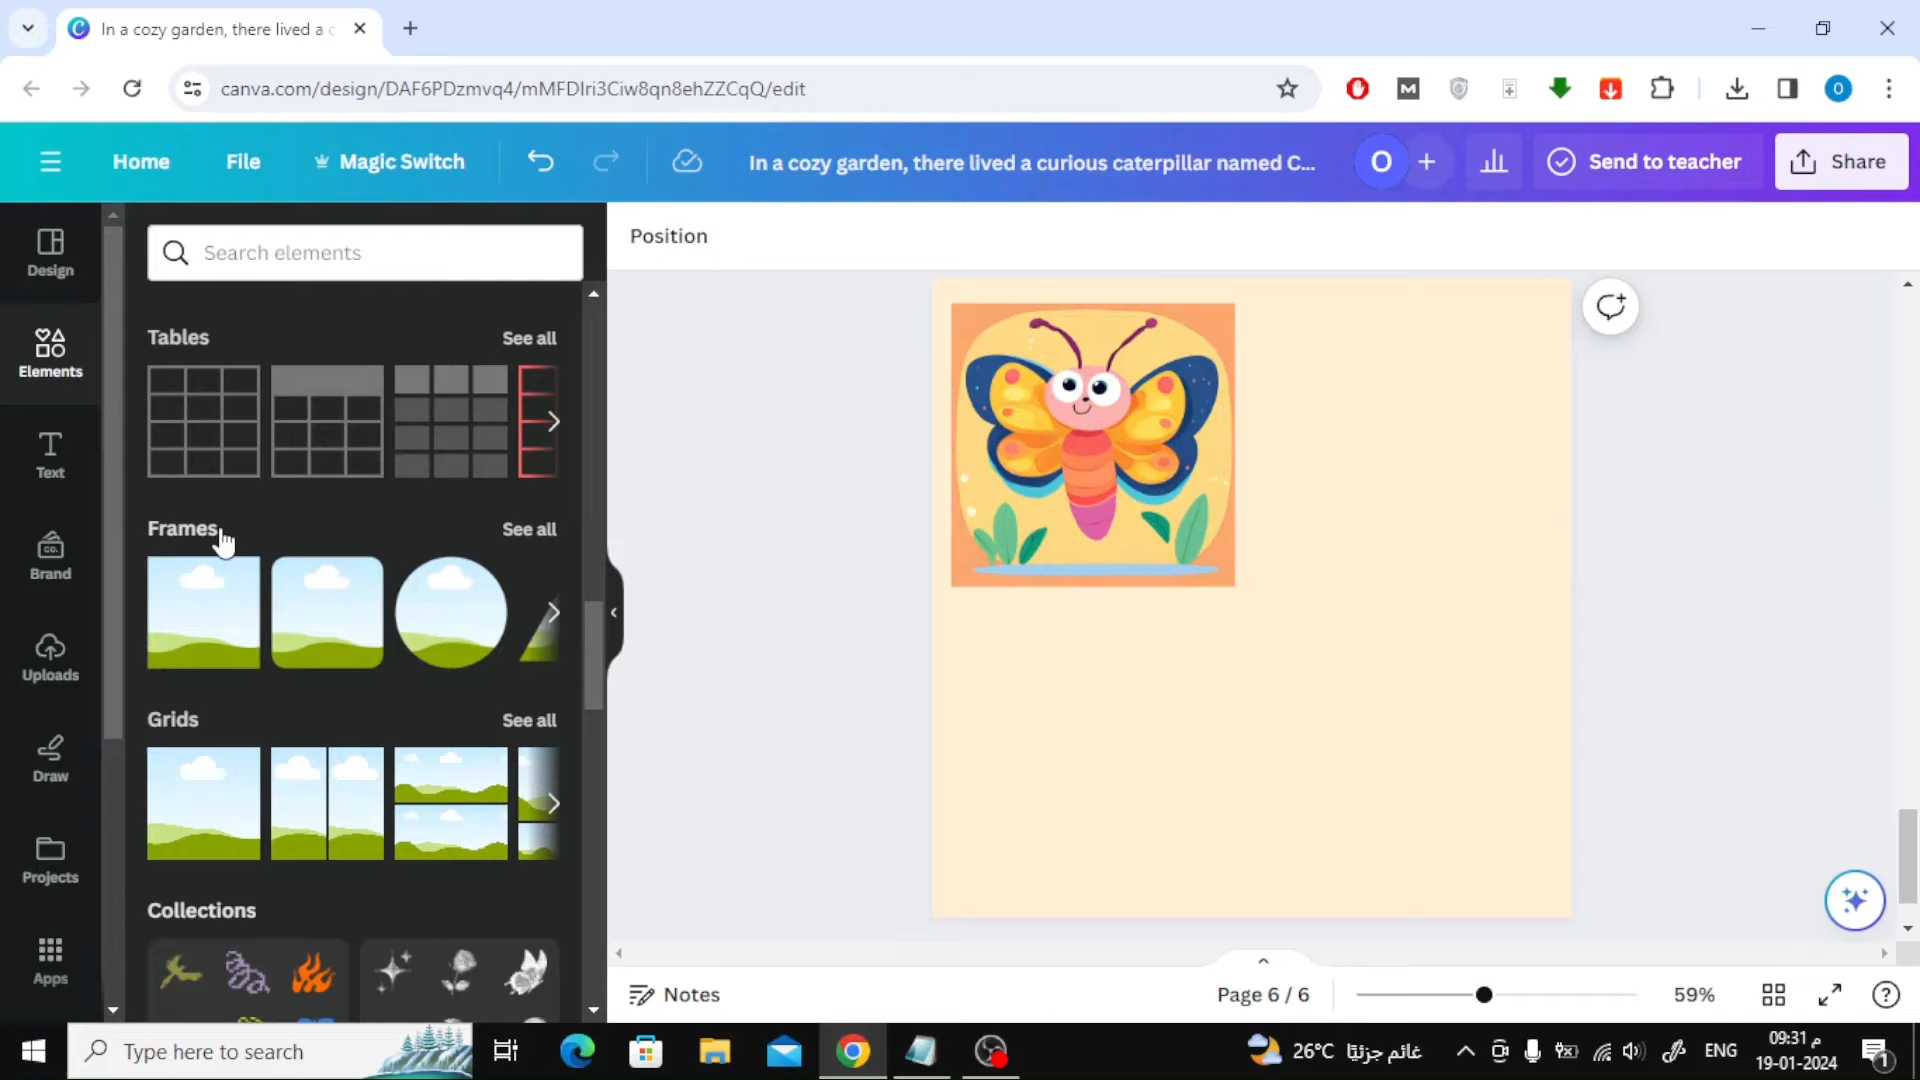 In a cozy garden, there lived a c
canva.com/design/DAF6PDzmvq4/mMFDIri3Ciw8qn8ehZZCqQ/edit
M
O
Home
File
Magic Switch
In a cozy garden, there lived a curious caterpillar named C...
O
Send to teacher
Share
Design
Elements
Text
Brand
CO.
Uploads
Draw
Projects
Apps
Search elements
Tables
See all
Frames
See all
Grids
See all
Collections
Position
Notes
Page 6 / 6
59%
Type here to search
26°C
غائم جزئيًا
ENG
09:31 م
19-01-2024
1